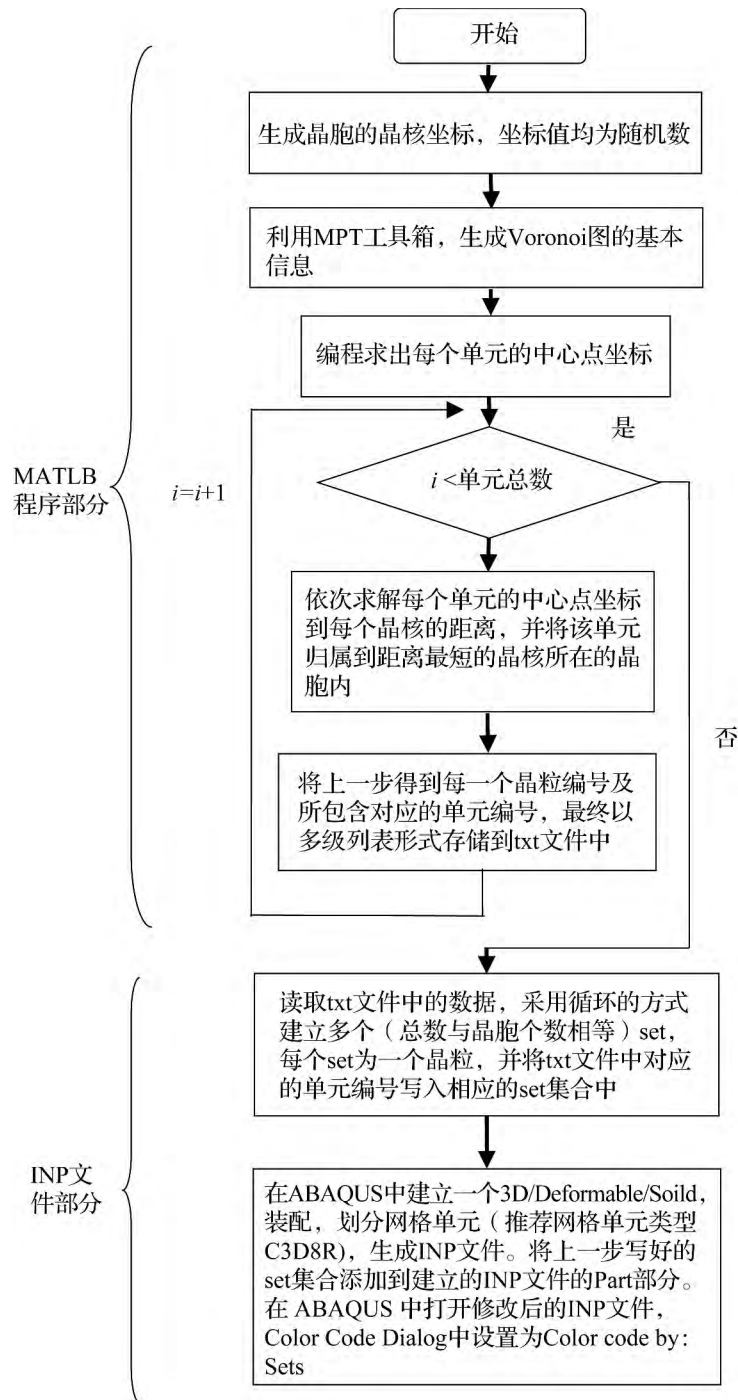 开始
生成晶胞的晶核坐标，坐标值均为随机数
利用MPT工具箱，生成Voronoi图的基本
信息
编程求出每个单元的中心点坐标
是
i <单元总数
MATLB
程序部分
i=i+1
依次求解每个单元的中心点坐标
到每个晶核的距离，并将该单元
归属到距离最短的晶核所在的晶
胞内
否
将上一步得到每一个晶粒编号及
所包含对应的单元编号，最终以
多级列表形式存储到txt文件中
读取txt文件中的数据，采用循环的方式
建立多个（总数与晶胞个数相等）set，
每个set为一个晶粒，并将txt文件中对应
的单元编号写入相应的set集合中
INP文
件部分
在ABAQUS中建立一个3D/Deformable/Soild，
装配，划分网格单元（推荐网格单元类型
C3D8R)，生成INP文件。将上一步写好的
set集合添加到建立的INP文件的Part部分。
在 ABAQUS 中打开修改后的INP文件，
Color Code Dialog中设置为Color code by:
Sets